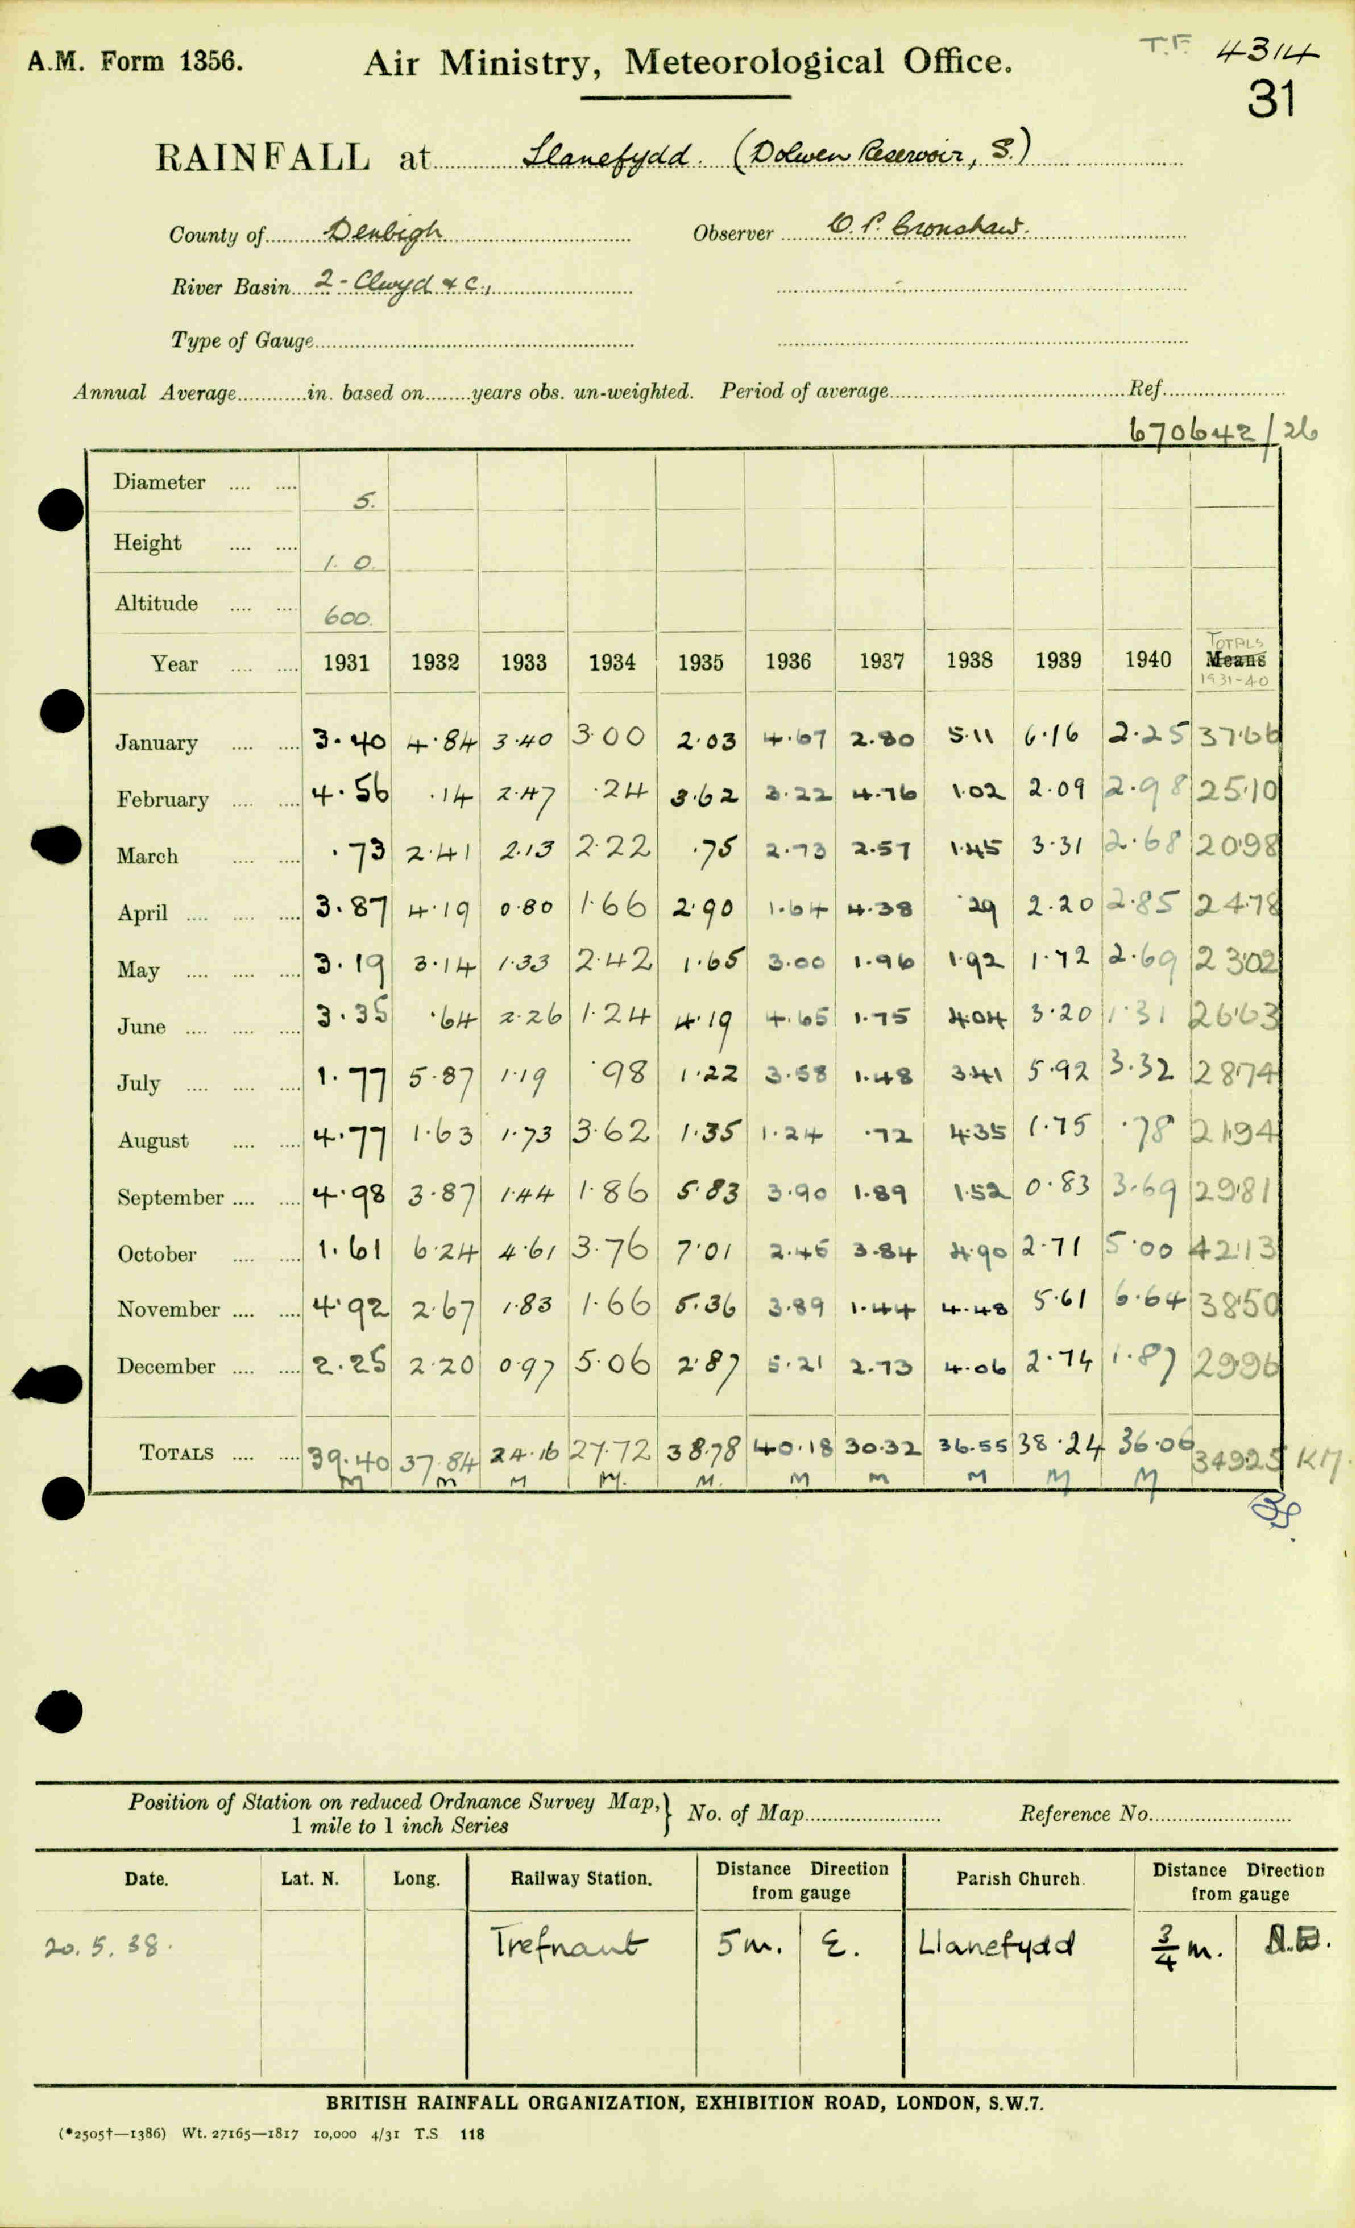 A.M. Form 1356.
Air Ministry, Meteorological Office.
T.F. 4314
31
RAINFALL at Llanefydd. (Dolwen Reservoir, S.)
County of Denbigh Observer O. P. Cronshaw.
River Basin 2 - Clwyd & C.,
Type of Gauge
Annual Average in. based on years obs. un-weighted. Period of average Ref.
670642/26
Diameter 5.
Height 1. 0.
Altitude 600.
TOTALS
Year 1931 1932 1933 1934 1935 1936 1937 1938 1939 1940 Means
1931-40
January 3.40 4.84 3.40 3.00 2.03 4.67 2.80 5.11 6.16 2.25 37.66
February 4.56 .14 2.47 .24 3.62 3.22 4.76 1.02 2.09 2.98 25.10
March .73 2.41 2.13 2.22 .75 2.73 2.57 1.45 3.31 2.68 20.98
April 3.87 4.19 0.80 1.66 2.90 1.64 4.38 .29 2.20 2.85 24.78
May 3.19 3.14 1.33 2.42 1.65 3.00 1.96 1.92 1.72 2.69 23.02
June 3.35 .64 2.26 1.24 4.19 4.65 1.75 4.04 3.20 1.31 26.63
July 1.77 5.87 1.19 .98 1.22 3.58 1.48 3.41 5.92 3.32 28.74
August 4.77 1.63 1.73 3.62 1.35 1.24 .72 4.35 1.75 .78 21.94
September 4.98 3.87 1.44 1.86 5.83 3.90 1.89 1.52 0.83 3.69 29.81
October 1.61 6.24 4.61 3.76 7.01 2.45 3.84 4.90 2.71 5.00 42.13
November 4.92 2.67 1.83 1.66 5.36 3.89 1.44 4.48 5.61 6.64 38.50
December 2.25 2.20 0.97 5.06 2.87 5.21 2.73 4.06 2.74 1.87 29.96
TOTALS 39.40 37.84 24.16 27.72 38.78 40.18 30.32 36.55 38.24 36.06 349.25 KM.
M M M M. M. M M M M M
Position of Station on reduced Ordnance Survey Map, } No. of Map Reference No.
1 mile to 1 inch Series
Date. Lat. N. Long. Railway Station. Distance Direction from gauge Parish Church. Distance Direction from gauge
20.5.38. Trefnant 5 m. E. Llanefydd 3/4 m.
BRITISH RAINFALL ORGANIZATION, EXHIBITION ROAD, LONDON, S.W.7.
(*2505†—1386) Wt. 27165—1817 10,000 4/31 T.S 118